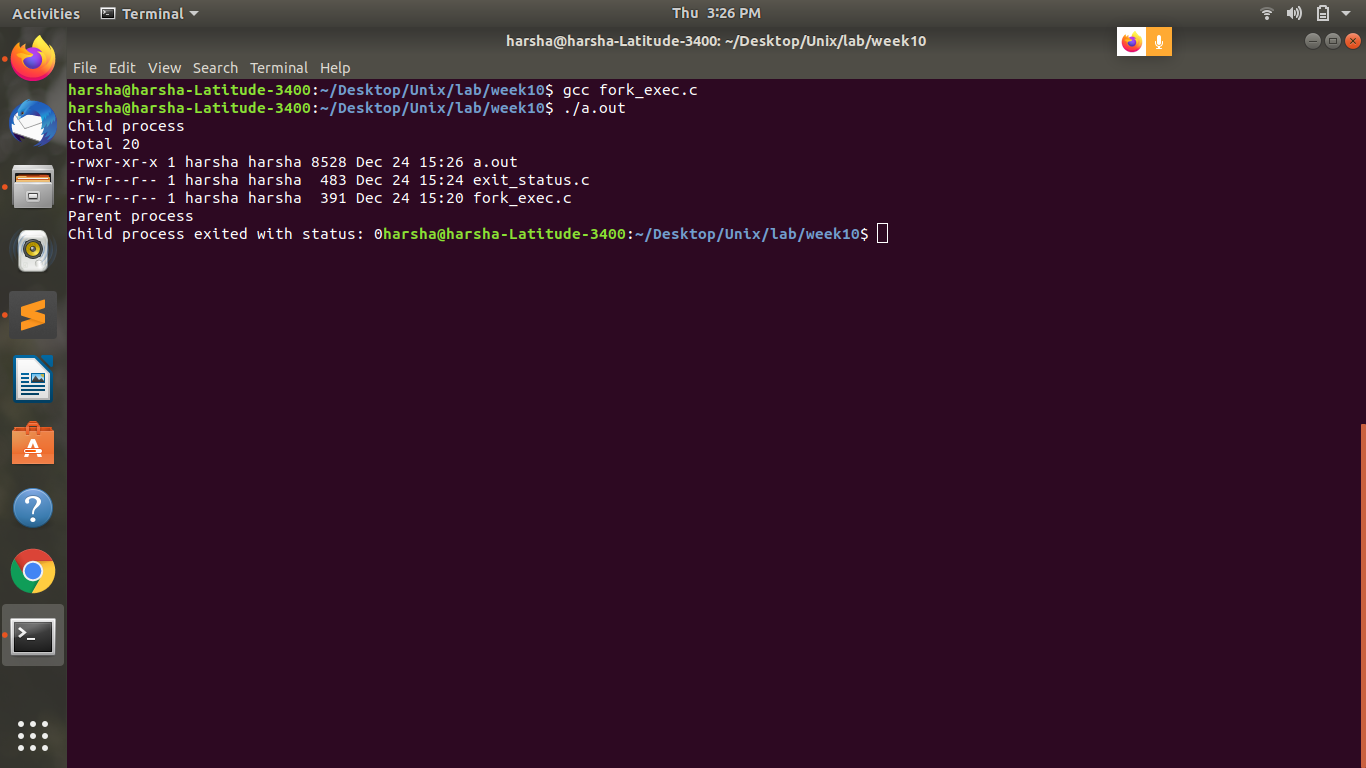 Activities Terminal Thu 3:26 PM
harsha@harsha-Latitude-3400: ~/Desktop/Unix/lab/week10
File Edit View Search Terminal Help
harsha@harsha-Latitude-3400:~/Desktop/Unix/lab/week10$ gcc fork_exec.c
harsha@harsha-Latitude-3400:~/Desktop/Unix/lab/week10$ ./a.out
Child process
total 20
-rwxr-xr-x 1 harsha harsha 8528 Dec 24 15:26 a.out
-rw-r--r-- 1 harsha harsha  483 Dec 24 15:24 exit_status.c
-rw-r--r-- 1 harsha harsha  391 Dec 24 15:20 fork_exec.c
Parent process
Child process exited with status: 0harsha@harsha-Latitude-3400:~/Desktop/Unix/lab/week10$